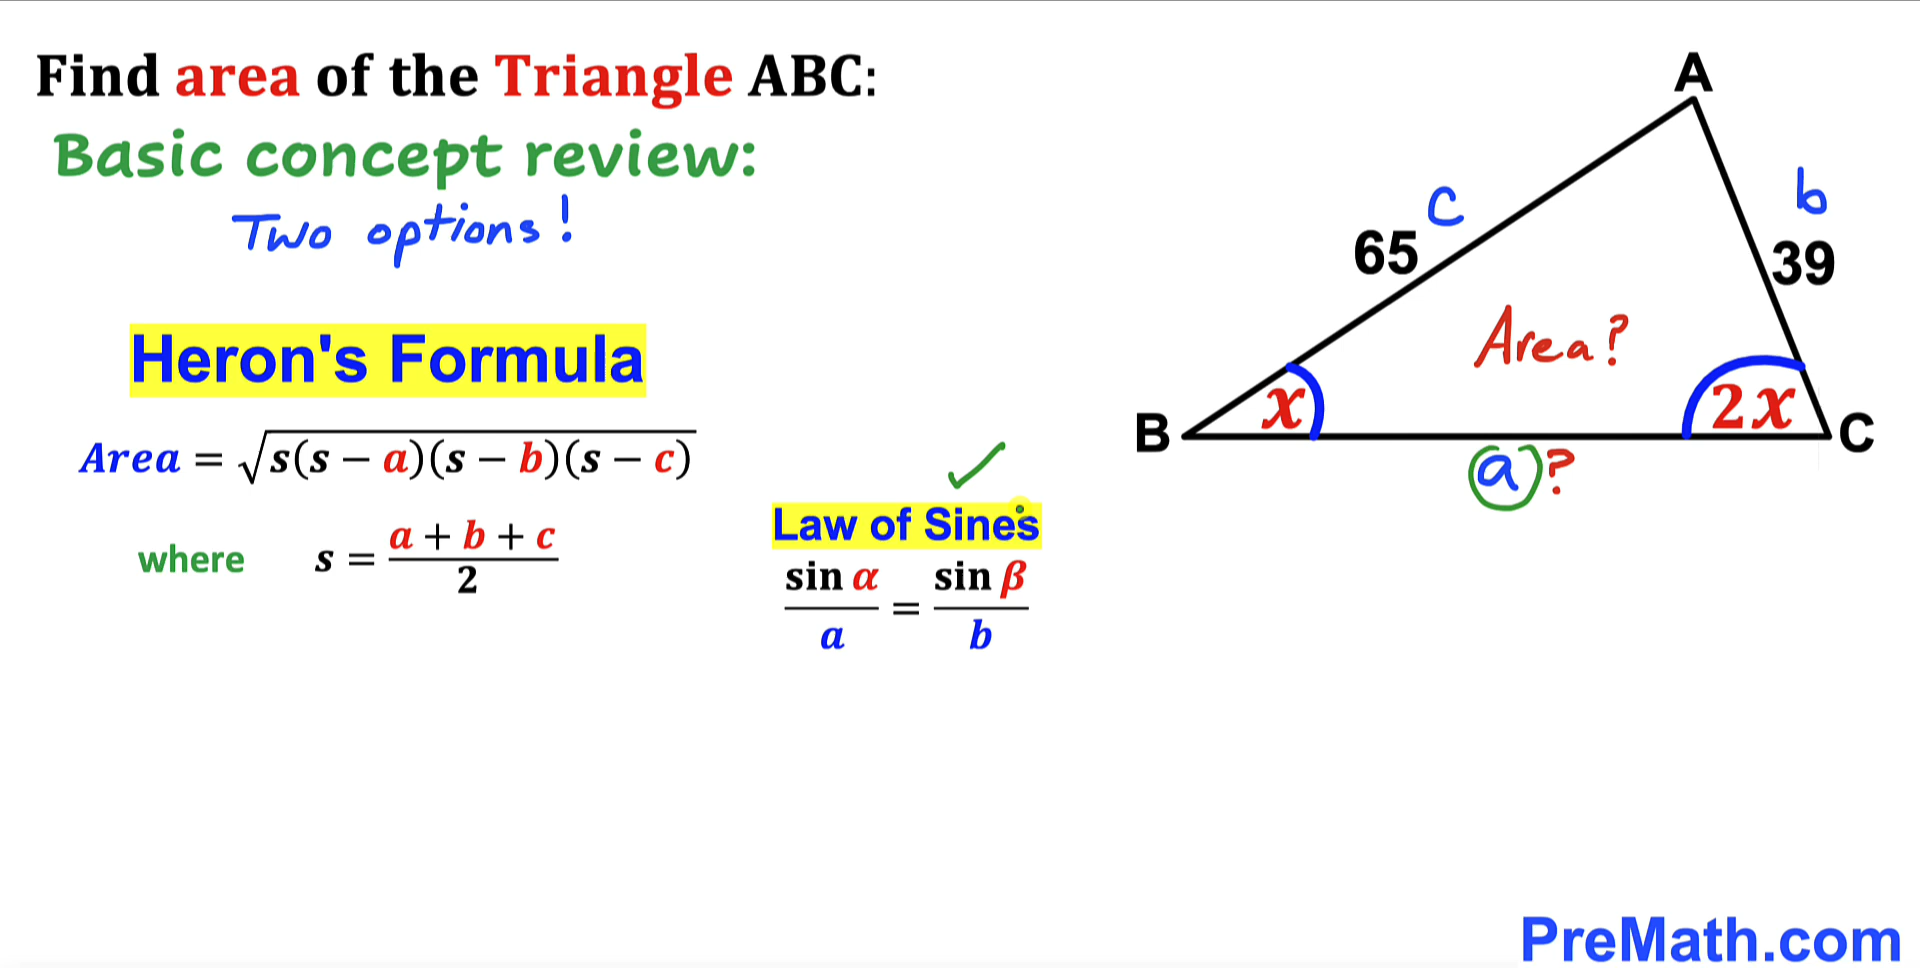 Find area of the Triangle ABC:
Basic concept review:
Two options!
Heron's Formula
Area = √s(s − a)(s − b)(s − c)
where s = a + b + c / 2
Law of Sines
sin α / a = sin β / b
A
c
65
b
39
Area?
B
x
2x
C
a?
PreMath.com